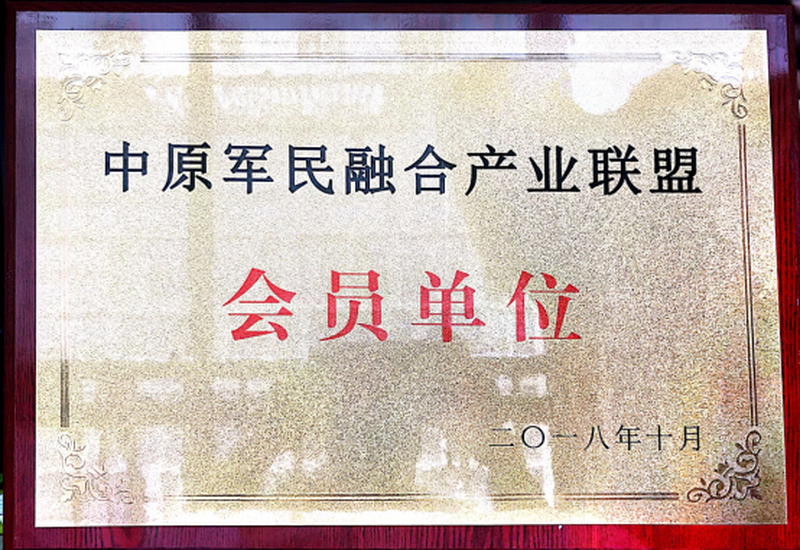 中原军民融合产业联盟
会员单位
二〇一八年十月